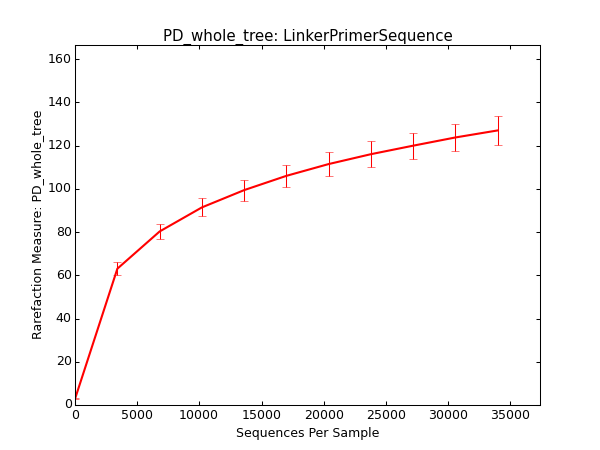 PD_whole_tree: LinkerPrimerSequence
160
140
120
100
80
60
40
20
0
Rarefaction Measure: PD_whole_tree
0 5000 10000 15000 20000 25000 30000 35000
Sequences Per Sample